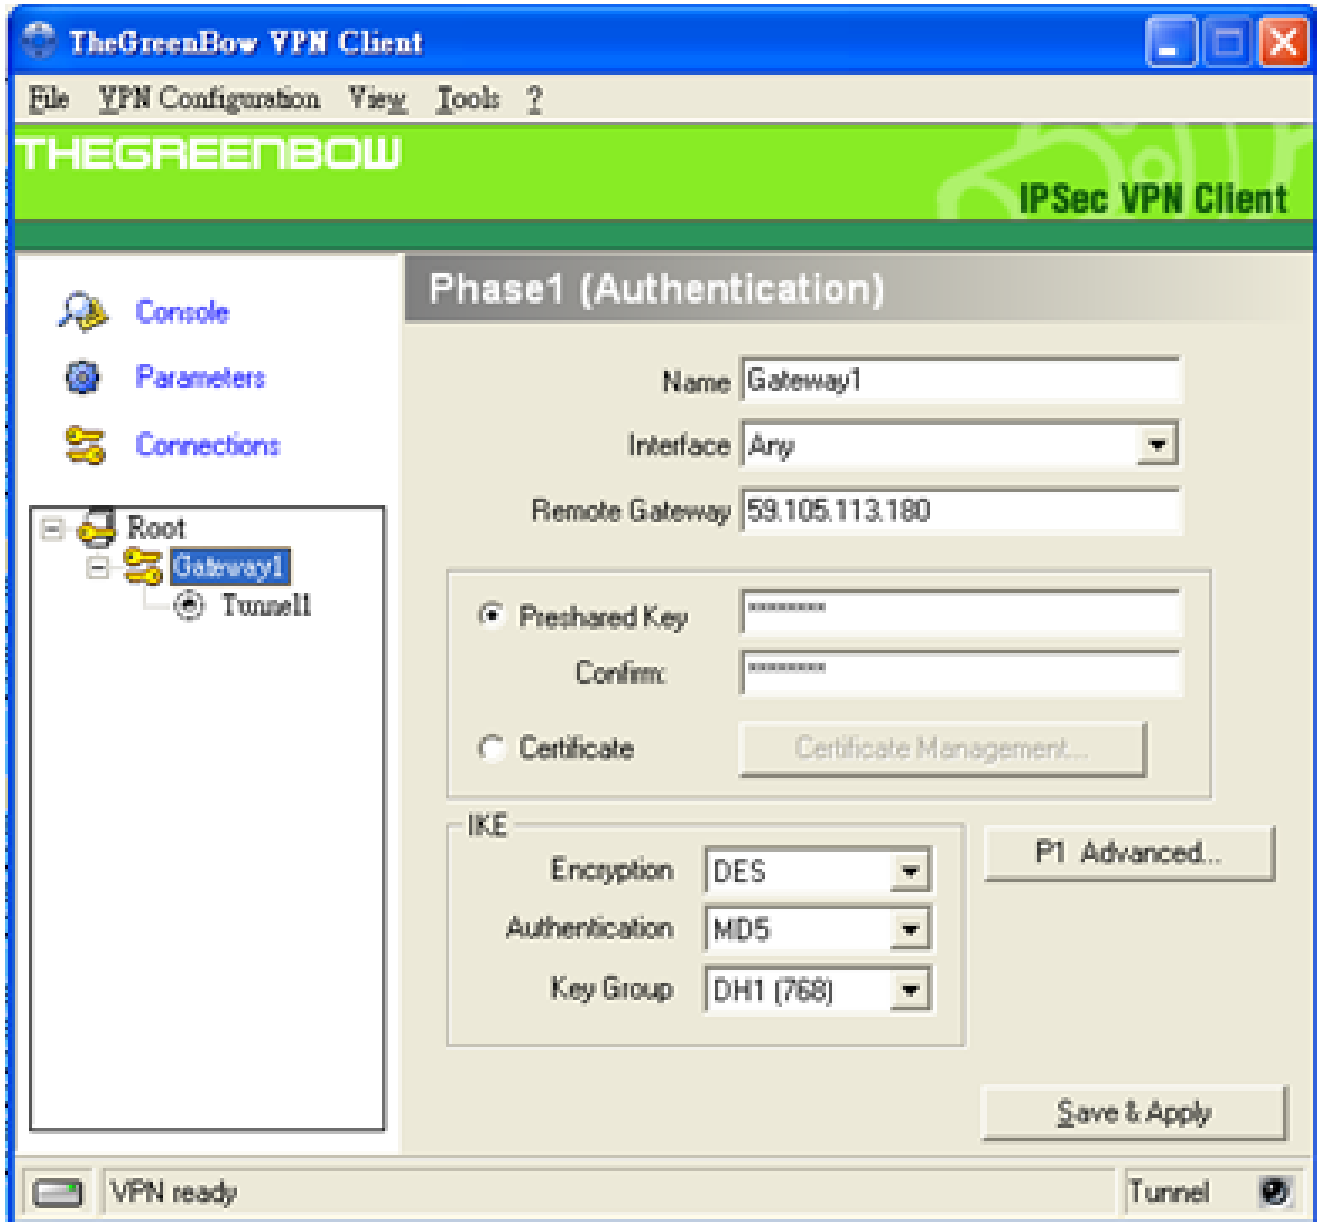 TheGreenBow VPN Client
File VPN Configuration View Tools ?
THEGREENBOW
IPSec VPN Client
Console
Parameters
Connections
Root
Gateway1
Tunnel1
Phase1 (Authentication)
Name Gateway1
Interface Any
Remote Gateway 59.105.113.180
Preshared Key ********
Confirm: ********
Certificate Certificate Management...
IKE
Encryption DES
Authentication MD5
Key Group DH1 (768)
P1 Advanced...
Save & Apply
VPN ready Tunnel